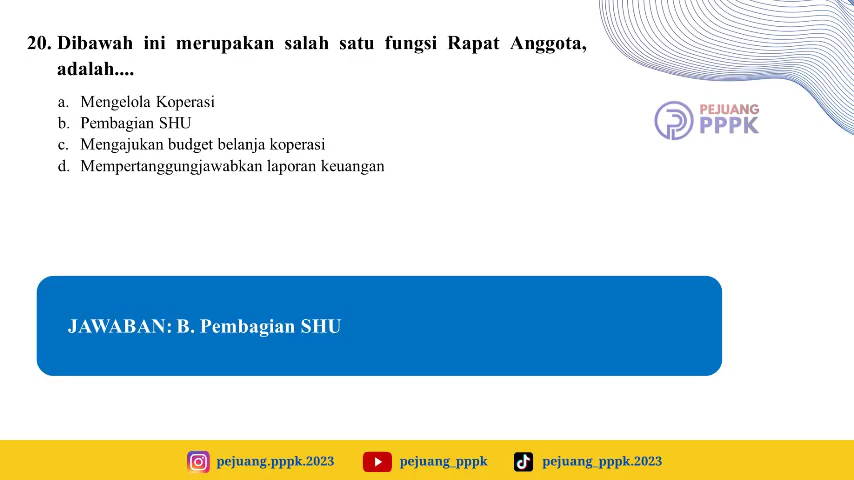 20. Dibawah ini merupakan salah satu fungsi Rapat Anggota,
adalah....
a. Mengelola Koperasi
b. Pembagian SHU
c. Mengajukan budget belanja koperasi
d. Mempertanggungjawabkan laporan keuangan
PEJUANG
PPPK
JAWABAN: B. Pembagian SHU
pejuang.pppk.2023 pejuang_pppk pejuang_pppk.2023